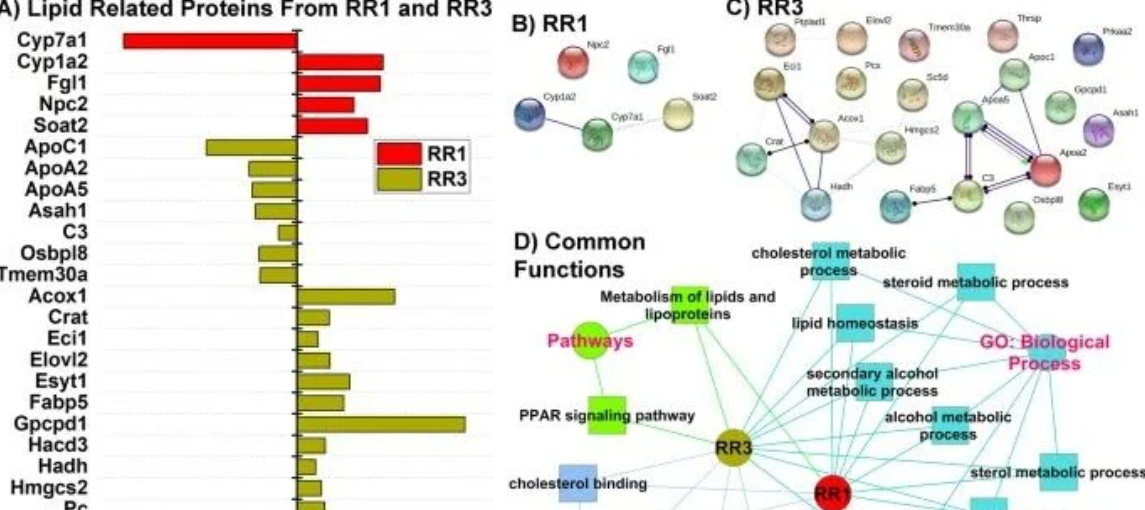 A) Lipid Related Proteins From RR1 and RR3
Cyp7a1
Cyp1a2
Fgl1
Npc2
Soat2
ApoC1
ApoA2
ApoA5
Asah1
C3
Osbpl8
Tmem30a
Acox1
Crat
Eci1
Elovl2
Esyt1
Fabp5
Gpcpd1
Hacd3
Hadh
Hmgcs2
RR1
RR3
B) RR1
Npc2
Fgl1
Cyp1a2
Cyp7a1
Soat2
C) RR3
Ptplad1
Elovl2
Tmem30a
Thrsp
Prkaa2
Eci1
Pcx
Sc5d
Apoc1
Gpcpd1
Asah1
Apoa5
Acox1
Hmgcs2
Crat
Apoa2
Hadh
Fabp5
C3
Osbpl8
Esyt1
D) Common
Functions
cholesterol metabolic
process
steroid metabolic process
Metabolism of lipids and
lipoproteins
lipid homeostasis
Pathways
GO: Biological
Process
secondary alcohol
metabolic process
PPAR signaling pathway
alcohol metabolic
process
RR3
sterol metabolic process
cholesterol binding
RR1